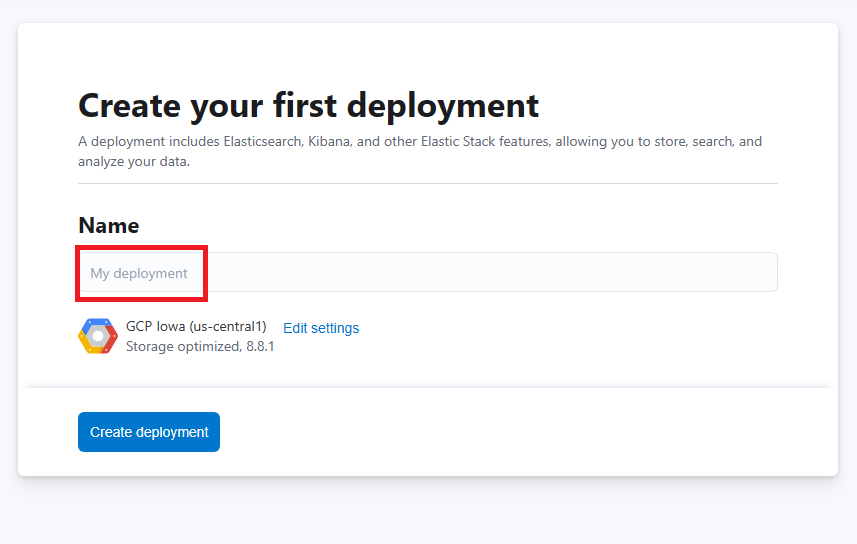 Create your first deployment
A deployment includes Elasticsearch, Kibana, and other Elastic Stack features, allowing you to store, search, and
analyze your data.
Name
My deployment
GCP Iowa (us-central1) Edit settings
Storage optimized, 8.8.1
Create deployment